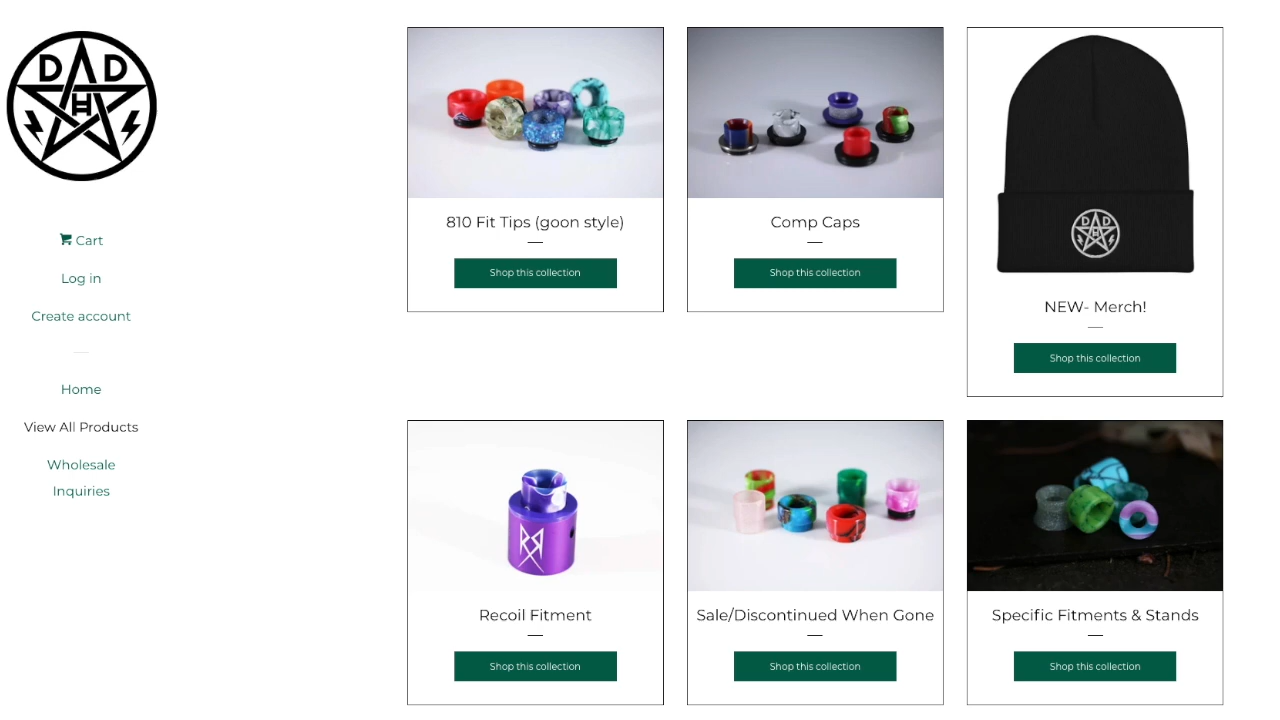 DAD
H
Cart
Log in
Create account
Home
View All Products
Wholesale
Inquiries
810 Fit Tips (goon style)
Shop this collection
Comp Caps
Shop this collection
DAD
H
NEW- Merch!
Shop this collection
Recoil Fitment
Shop this collection
Sale/Discontinued When Gone
Shop this collection
Specific Fitments & Stands
Shop this collection